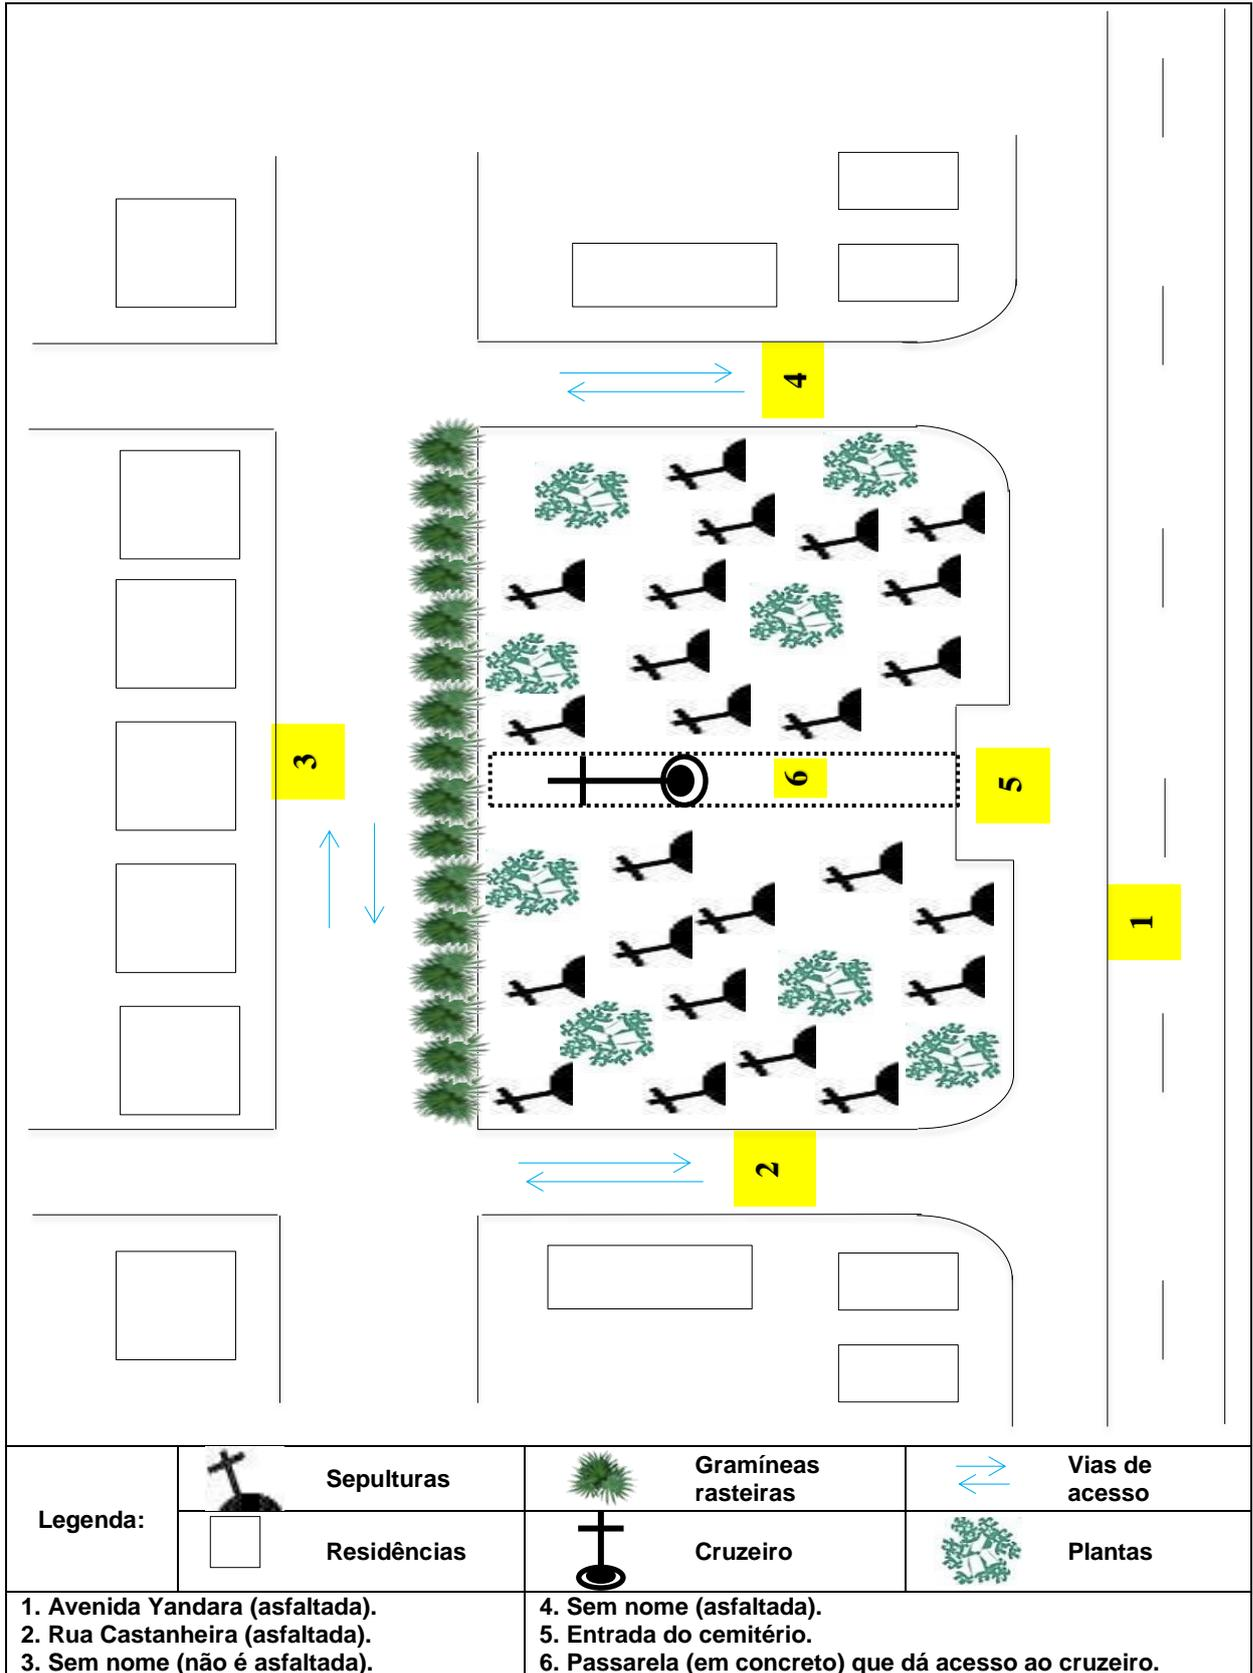 4
3
6
5
1
2
Legenda:
Sepulturas
Gramíneas
rasteiras
Vias de
acesso
Residências
Cruzeiro
Plantas
1. Avenida Yandara (asfaltada).
2. Rua Castanheira (asfaltada).
3. Sem nome (não é asfaltada).
4. Sem nome (asfaltada).
5. Entrada do cemitério.
6. Passarela (em concreto) que dá acesso ao cruzeiro.